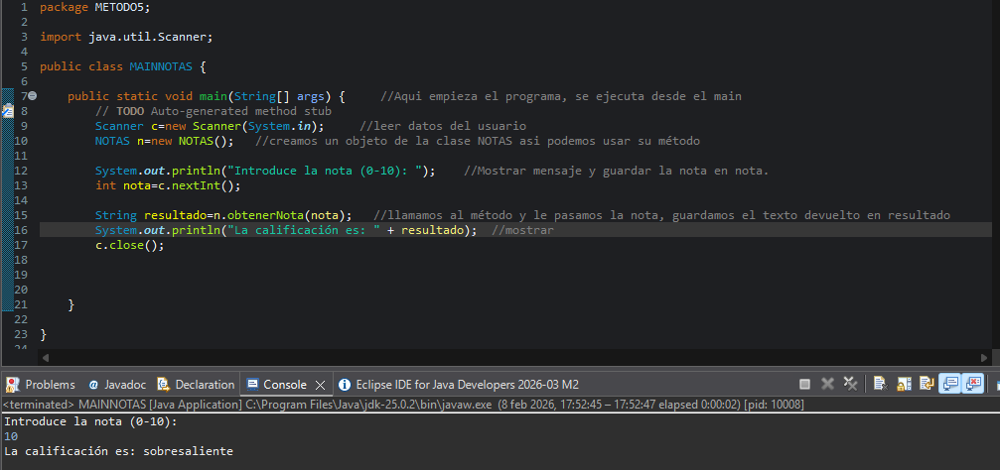 1 package METODO5;
2
3 import java.util.Scanner;
4
5 public class MAINNOTAS {
6
7 public static void main(String[] args) { //Aqui empieza el programa, se ejecuta desde el main
8 // TODO Auto-generated method stub
9 Scanner c=new Scanner(System.in); //leer datos del usuario
10 NOTAS n=new NOTAS(); //creamos un objeto de la clase NOTAS asi podemos usar su método
11
12 System.out.println("Introduce la nota (0-10): "); //Mostrar mensaje y guardar la nota en nota.
13 int nota=c.nextInt();
14
15 String resultado=n.obtenerNota(nota); //llamamos al método y le pasamos la nota, guardamos el texto devuelto en resultado
16 System.out.println("La calificación es: " + resultado); //mostrar
17 c.close();
18
19
20
21 }
22
23 }
24
Problems @ Javadoc Declaration Console Eclipse IDE for Java Developers 2026-03 M2
<terminated> MAINNOTAS [Java Application] C:\Program Files\Java\jdk-25.0.2\bin\javaw.exe (8 feb 2026, 17:52:45 – 17:52:47 elapsed 0:00:02) [pid: 10008]
Introduce la nota (0-10):
10
La calificación es: sobresaliente